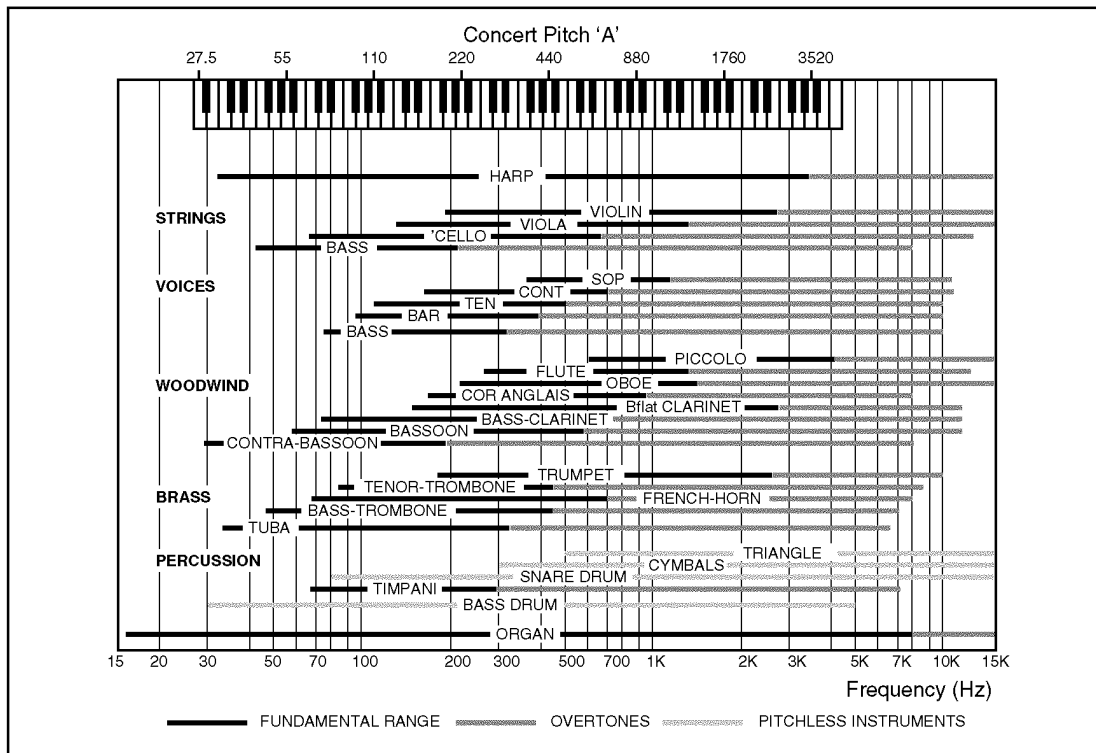 Concert Pitch ‘A’
27.5 55 110 220 440 880 1760 3520
HARP
STRINGS
VIOLIN
VIOLA
'CELLO
BASS
VOICES
SOP
CONT
TEN
BAR
BASS
WOODWIND
PICCOLO
FLUTE
OBOE
COR ANGLAIS
Bflat CLARINET
BASS-CLARINET
BASSOON
CONTRA-BASSOON
BRASS
TRUMPET
TENOR-TROMBONE
FRENCH-HORN
BASS-TROMBONE
TUBA
PERCUSSION
TRIANGLE
CYMBALS
SNARE DRUM
TIMPANI
BASS DRUM
ORGAN
15 20 30 50 70 100 200 300 500 700 1K 2K 3K 5K 7K 10K 15K
Frequency (Hz)
FUNDAMENTAL RANGE OVERTONES PITCHLESS INSTRUMENTS